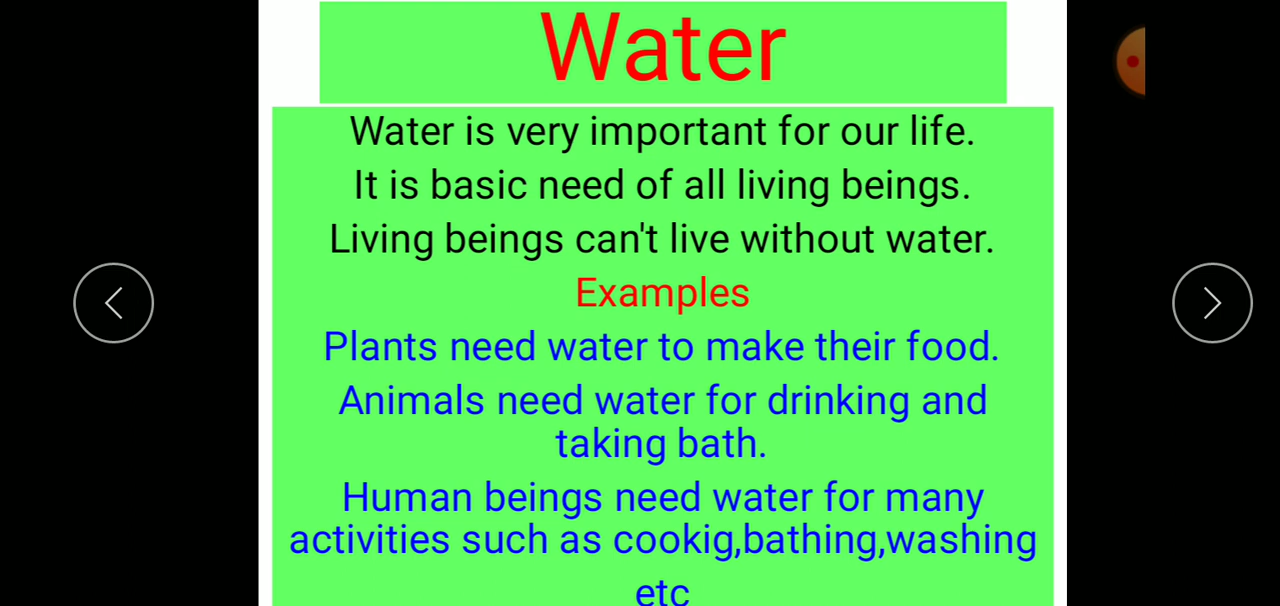 Water
Water is very important for our life.
It is basic need of all living beings.
Living beings can't live without water.
Examples
Plants need water to make their food.
Animals need water for drinking and
taking bath.
Human beings need water for many
activities such as cookig,bathing,washing
etc